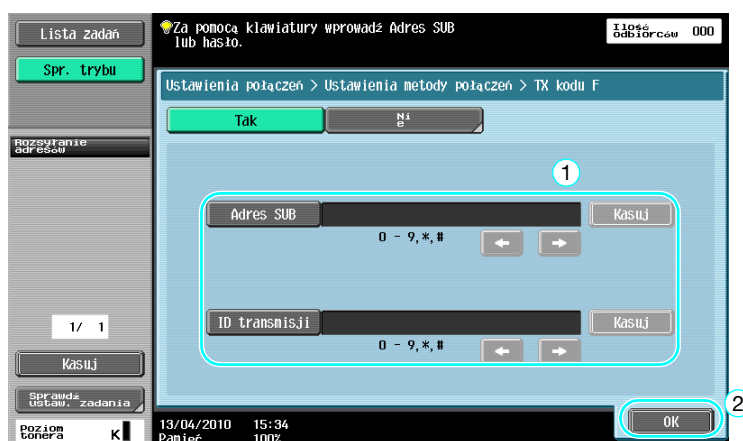 Lista zadań
Spr. trybu
Rozsyłanie
adresów
1/ 1
Kasuj
Sprawdź
ustaw. zadania
Poziom
tonera K
Za pomocą klawiatury wprowadź Adres SUB
lub hasło.
Ilość
odbiorców 000
Ustawienia połączeń > Ustawienia metody połączeń > TX kodu F
Tak
Ni
e
1
Adres SUB
Kasuj
0 - 9,*,#
ID transmisji
Kasuj
0 - 9,*,#
2
OK
13/04/2010 15:34
Pamięć 100%